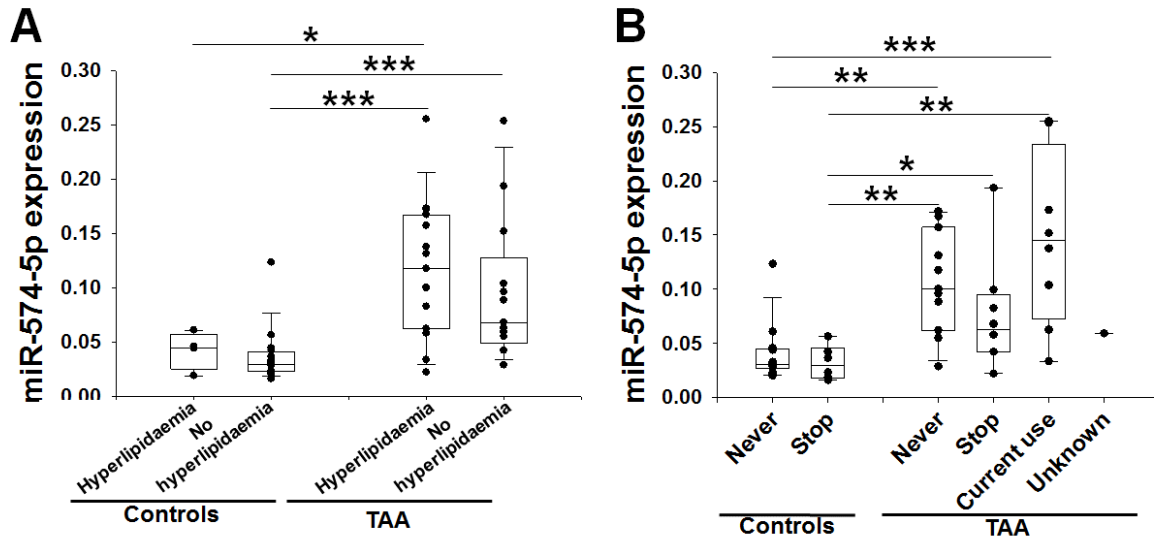 A
miR-574-5p expression
0.30
0.25
0.20
0.15
0.10
0.05
0.00
*
***
***
Hyperlipidaemia
No
hyperlipidaemia
Hyperlipidaemia
No
hyperlipidaemia
Controls
TAA
B
miR-574-5p expression
0.30
0.25
0.20
0.15
0.10
0.05
0.00
***
**
**
*
**
Never
Stop
Never
Stop
Current use
Unknown
Controls
TAA